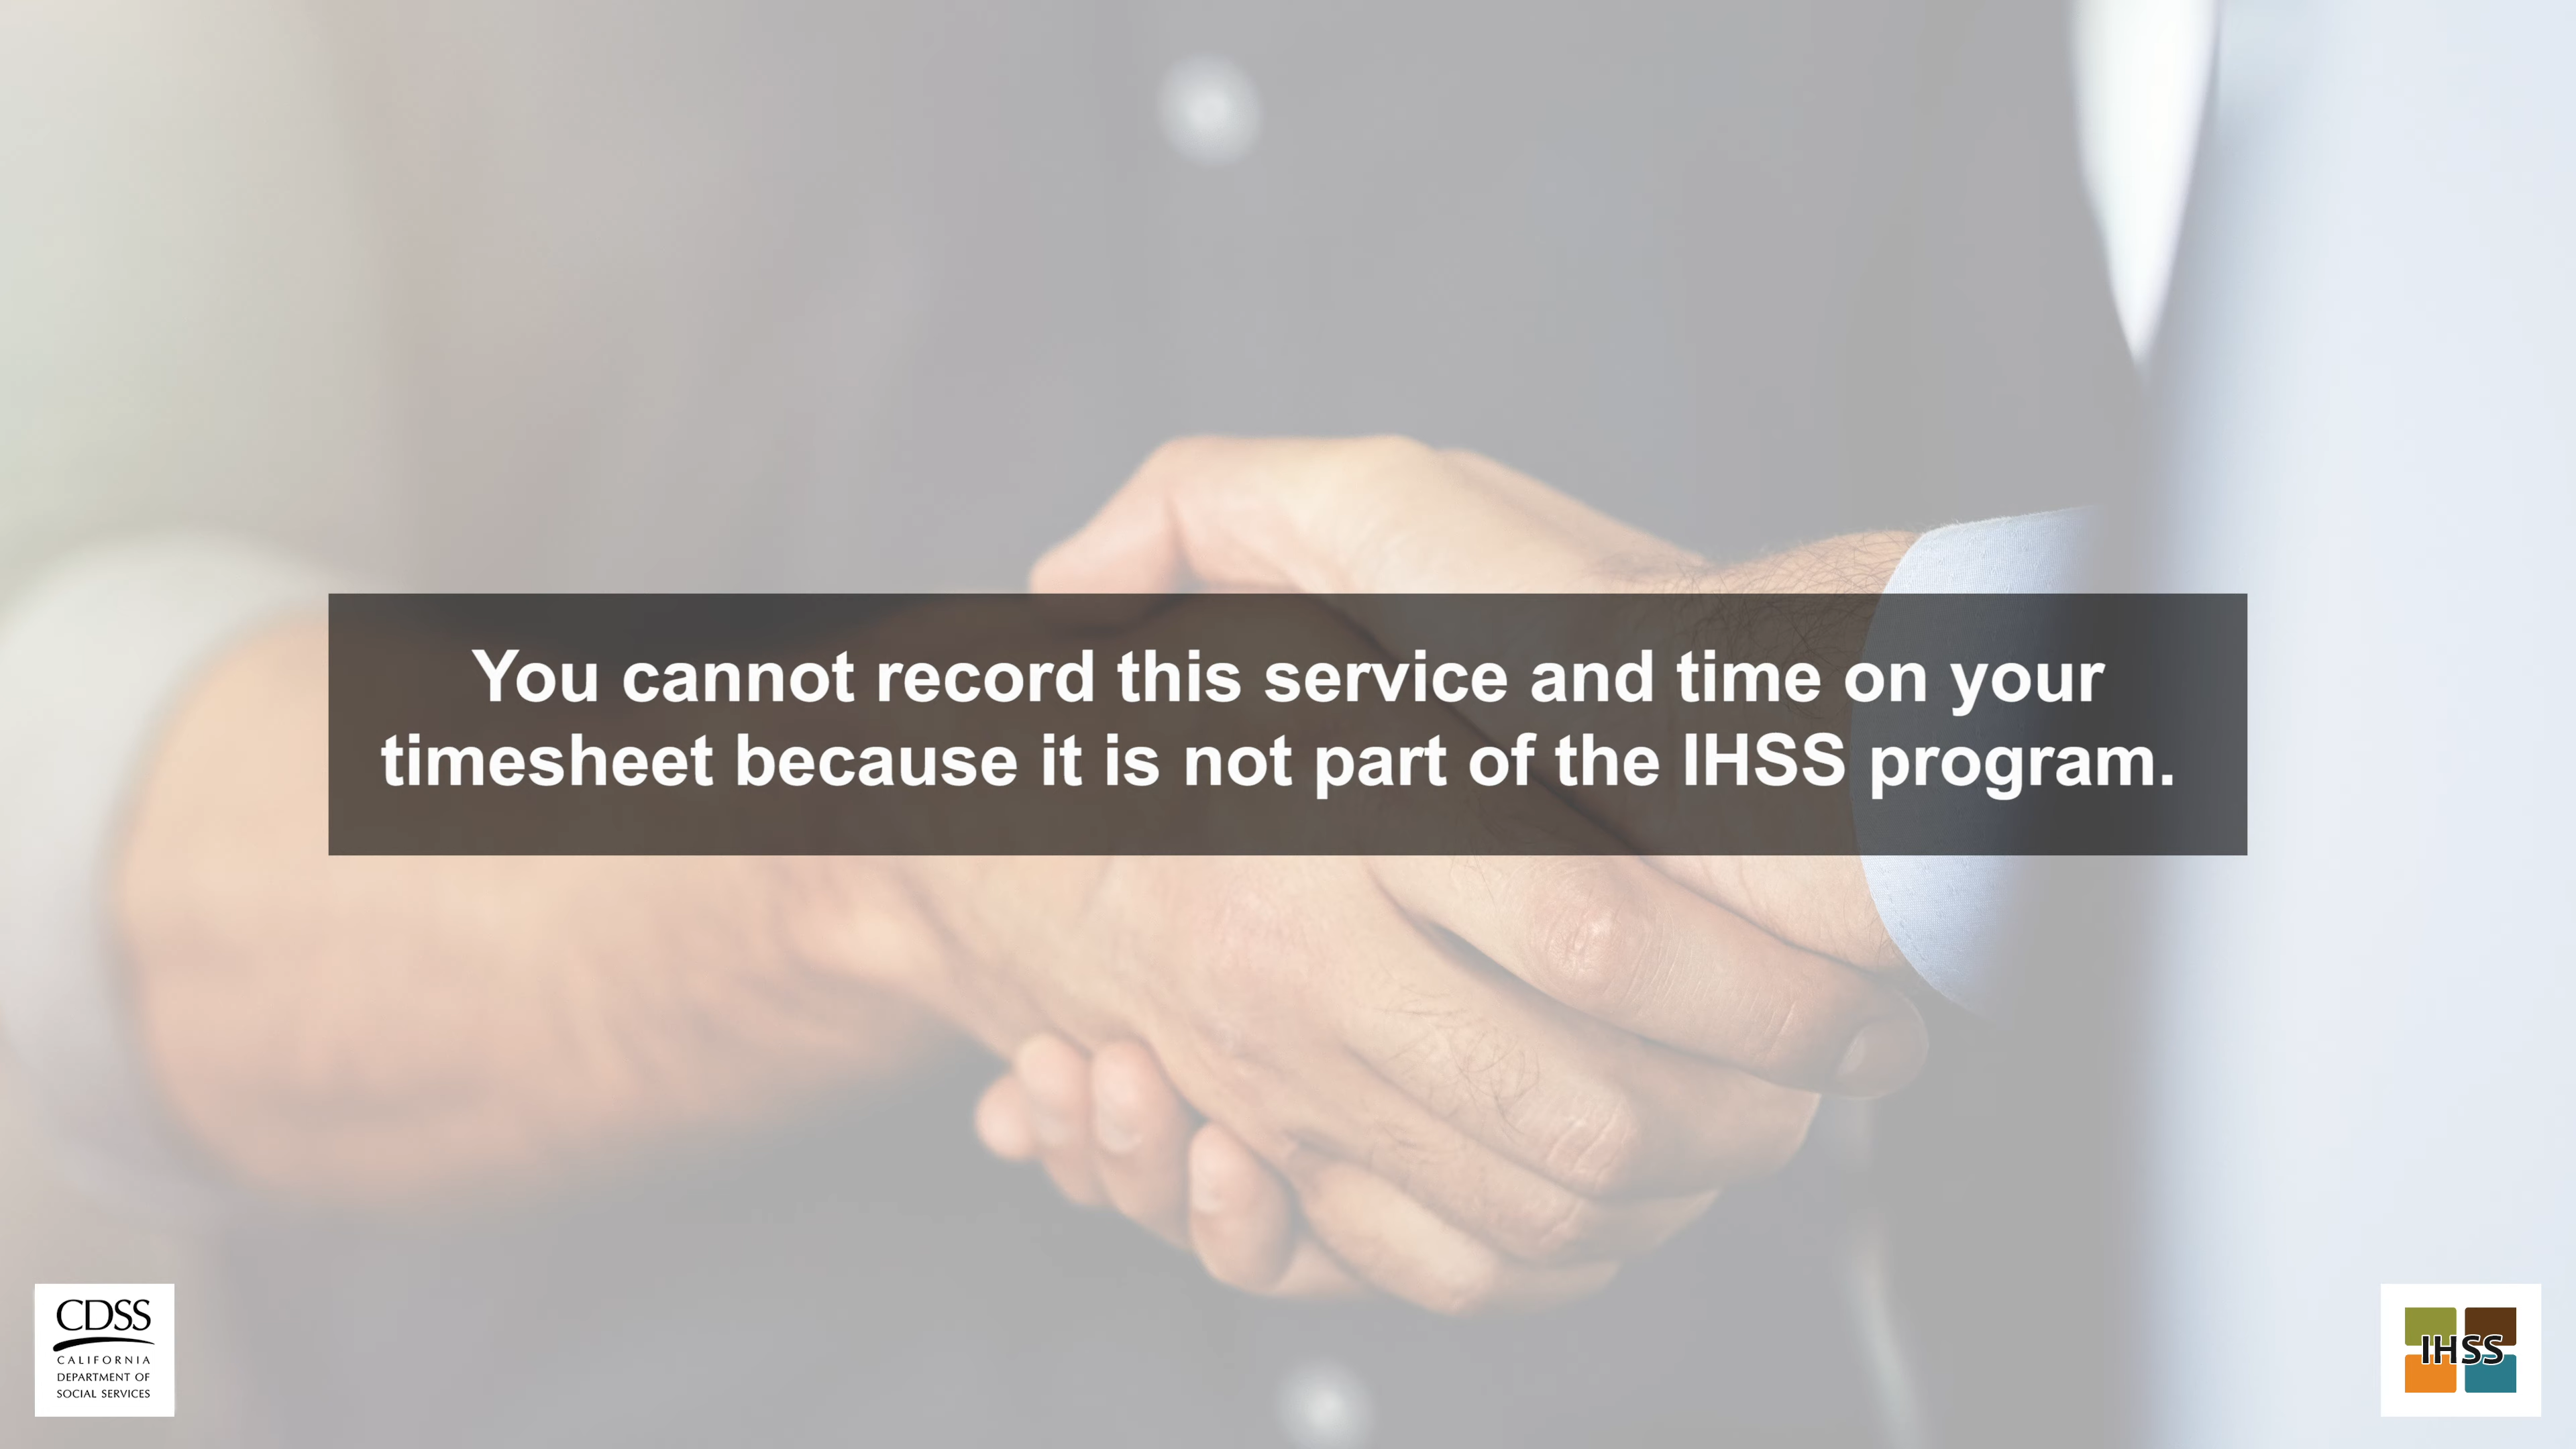 You cannot record this service and time on your
timesheet because it is not part of the IHSS program.
CDSS
CALIFORNIA
DEPARTMENT OF
SOCIAL SERVICES
IHSS